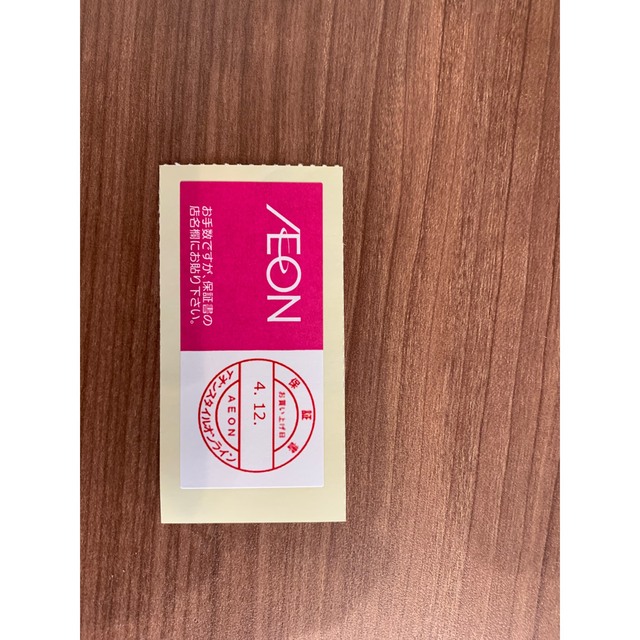 AEON
お手数ですが、保証書の
店名欄にお貼り下さい。
保証書
お買い上げ日
4. 12.
AEON
イオンスタイルオンライン